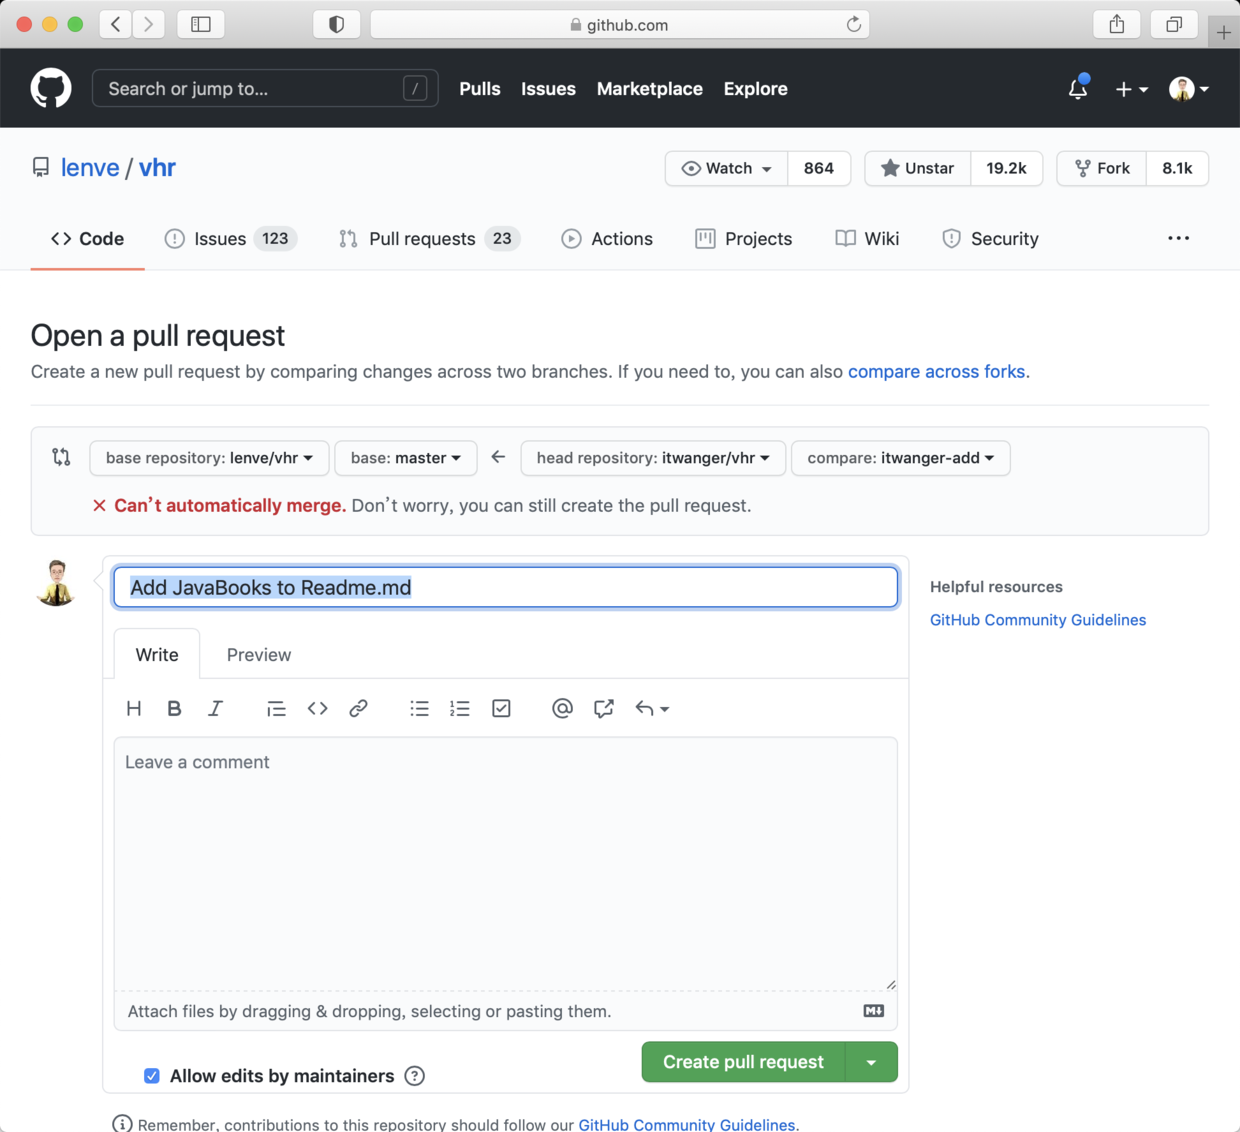 github.com
Search or jump to... /
Pulls Issues Marketplace Explore
lenve / vhr
Watch 864 Unstar 19.2k Fork 8.1k
Code Issues 123 Pull requests 23 Actions Projects Wiki Security ...
Open a pull request
Create a new pull request by comparing changes across two branches. If you need to, you can also compare across forks.
base repository: lenve/vhr base: master ← head repository: itwanger/vhr compare: itwanger-add
Can’t automatically merge. Don’t worry, you can still create the pull request.
Add JavaBooks to Readme.md
Helpful resources
GitHub Community Guidelines
Write Preview
Leave a comment
Attach files by dragging & dropping, selecting or pasting them.
Create pull request
Allow edits by maintainers
Remember, contributions to this repository should follow our GitHub Community Guidelines.